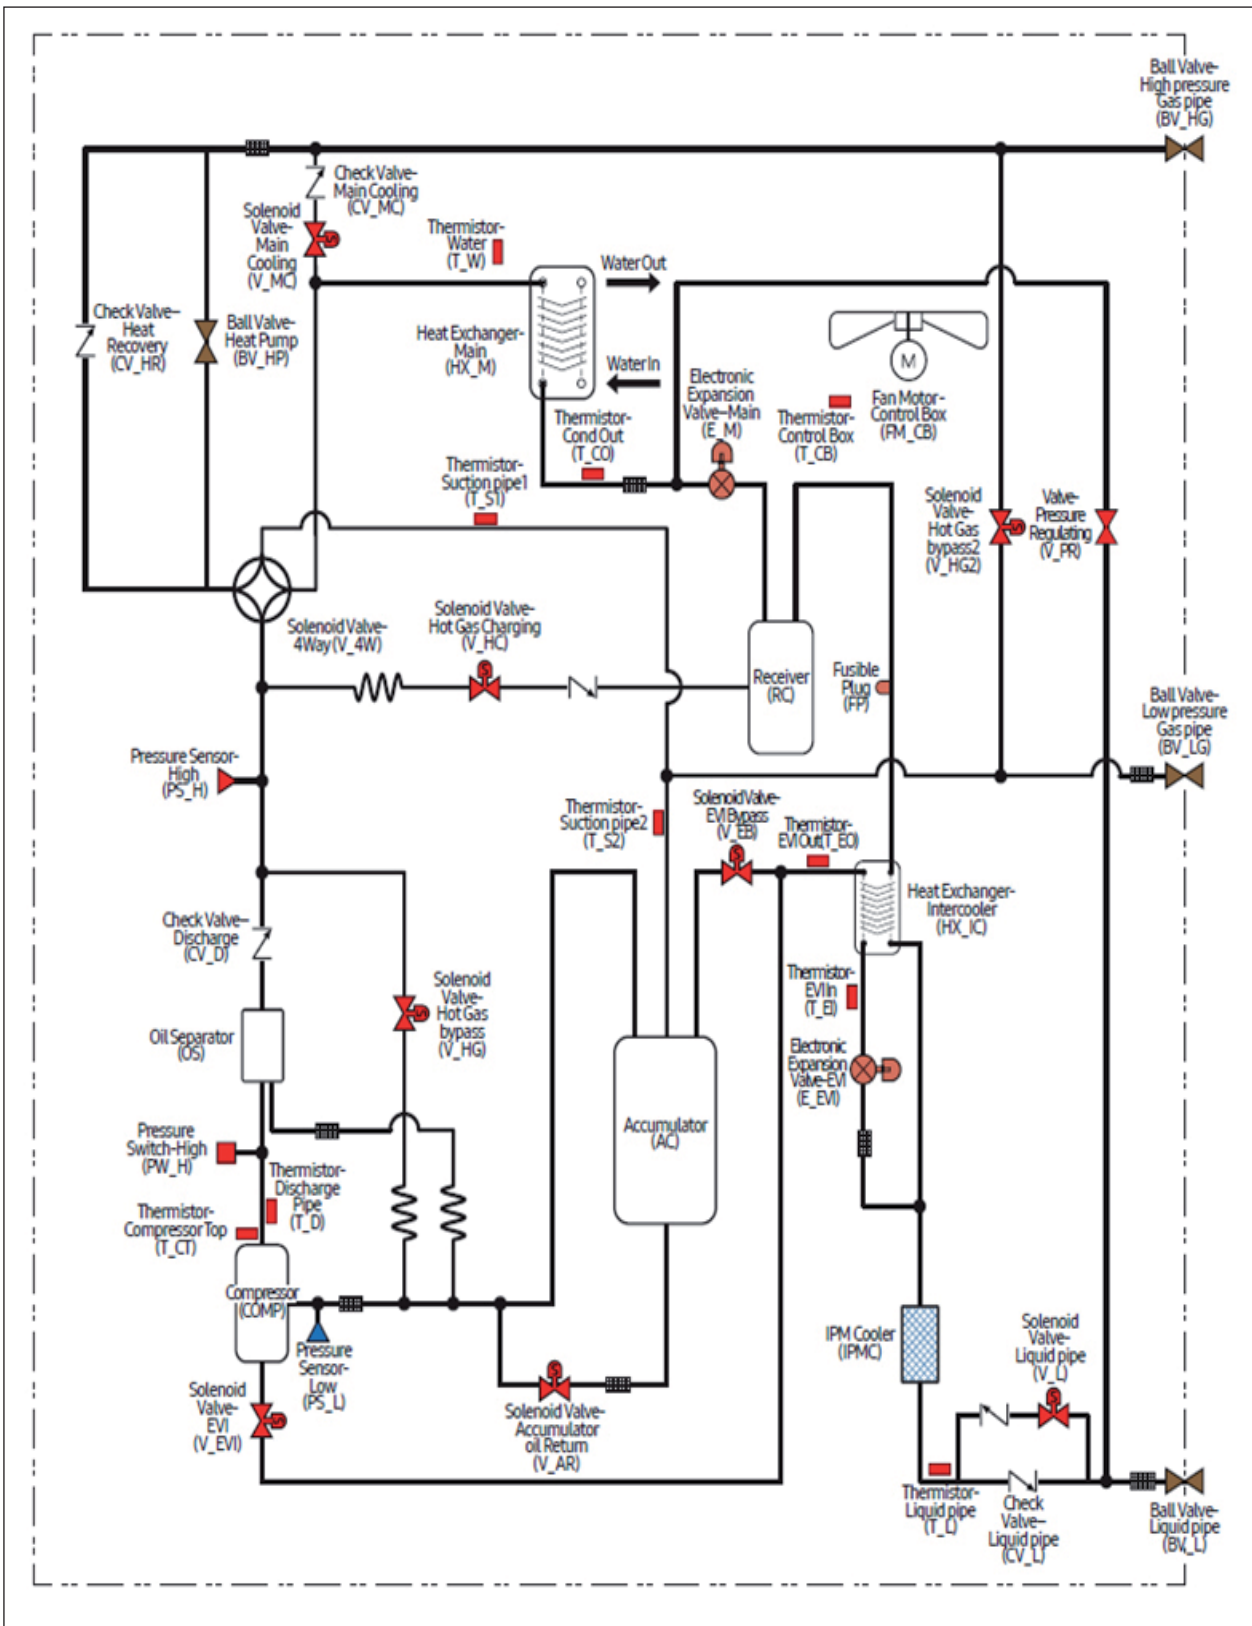 Ball Valve-
High pressure
Gas pipe
(BV_HG)
Check Valve-
Main Cooling
(CV_MC)
Solenoid
Valve-
Main
Cooling
(V_MC)
Thermistor-
Water
(T_W)
Water Out
Check Valve-
Heat
Recovery
(CV_HR)
Ball Valve-
Heat Pump
(BV_HP)
Heat Exchanger-
Main
(HX_M)
Water In
M
Electronic
Expansion
Valve-Main
(E_M)
Thermistor-
Control Box
(T_CB)
Fan Motor-
Control Box
(FM_CB)
Thermistor-
Cond Out
(T_CO)
Thermistor-
Suction pipe1
(T_S1)
Solenoid
Valve-
Hot Gas
bypass2
(V_HG2)
Valve-
Pressure
Regulating
(V_PR)
Solenoid Valve-
4Way (V_4W)
Solenoid Valve-
Hot Gas Charging
(V_HC)
Receiver
(RC)
Fusible
Plug
(FP)
Ball Valve-
Low pressure
Gas pipe
(BV_LG)
Pressure Sensor-
High
(PS_H)
Thermistor-
Suction pipe2
(T_S2)
Solenoid Valve-
EVI Bypass
(V_EB)
Thermistor-
EVI Out(T_EO)
Heat Exchanger-
Intercooler
(HX_IC)
Check Valve-
Discharge
(CV_D)
Solenoid
Valve-
Hot Gas
bypass
(V_HG)
Thermistor-
EVI In
(T_EI)
Oil Separator
(OS)
Electronic
Expansion
Valve-EVI
(E_EVI)
Accumulator
(AC)
Pressure
Switch-High
(PW_H)
Thermistor-
Discharge
Pipe
(T_D)
Thermistor-
Compressor Top
(T_CT)
Compressor
(COMP)
Pressure
Sensor-
Low
(PS_L)
IPM Cooler
(IPMC)
Solenoid
Valve-
Liquid pipe
(V_L)
Solenoid
Valve-
EVI
(V_EVI)
Solenoid Valve-
Accumulator
oil Return
(V_AR)
Thermistor-
Liquid pipe
(T_L)
Check
Valve-
Liquid pipe
(CV_L)
Ball Valve-
Liquid pipe
(BV_L)